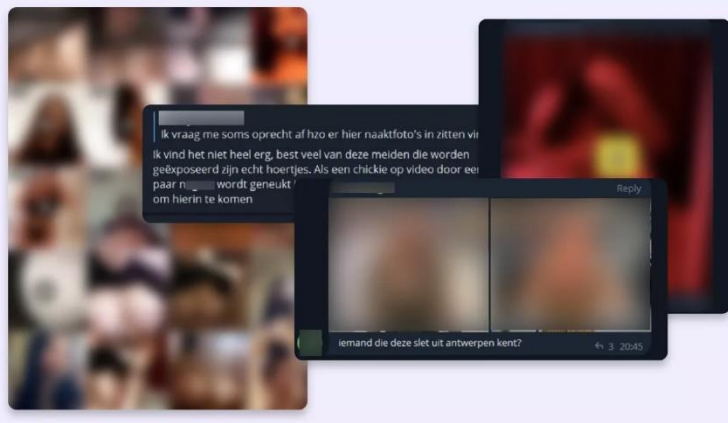 Ik vraag me soms oprecht af hzo er hier naaktfoto's in zitten
Ik vind het niet heel erg, best veel van deze meiden die worden
geëxposeerd zijn echt hoertjes. Als een chickie op video door
paar wordt geneukt
om hierin te komen
Reply
iemand die deze slet uit antwerpen kent?
3 20:45